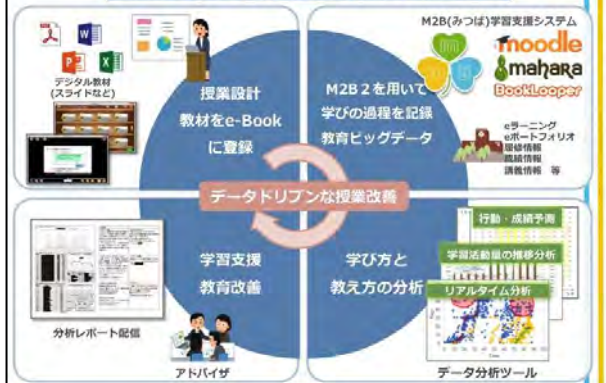 M2B(みつば)学習支援システム
moodle
mahara
BookLooper
デジタル教材
(スライドなど)
授業設計
教材をe-Book
に登録
M2B2を用いて
学びの過程を記録
教育ビッグデータ
eラーニング
eポートフォリオ
履修情報
成績情報
講義情報 等
データドリブンな授業改善
学習支援
教育改善
学び方と
教え方の分析
行動・成績予測
学習活動量の推移分析
リアルタイム分析
分析レポート配信
アドバイザ
データ分析ツール